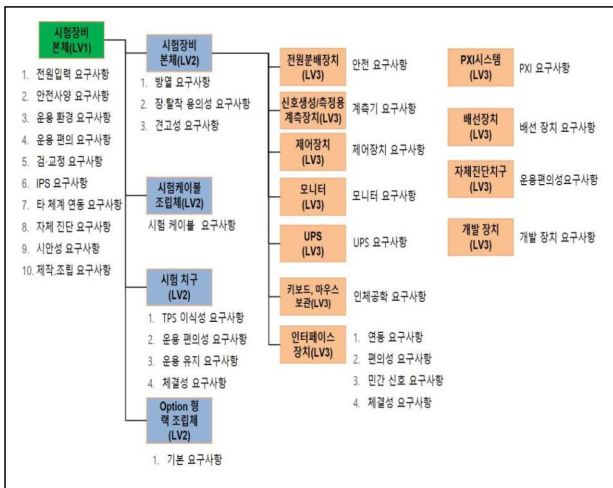 시험장비
본체(LV1)
1. 전원입력 요구사항
2. 안전사양 요구사항
3. 운용 환경 요구사항
4. 운용 편의 요구사항
5. 검·교정 요구사항
6. IPS 요구사항
7. 타 체계 연동 요구사항
8. 자체 진단 요구사항
9. 시안성 요구사항
10. 제작.조립 요구사항
시험장비
본체(LV2)
1. 방열 요구사항
2. 장·탈착 용의성 요구사항
3. 견고성 요구사항
시험케이블
조립체(LV2)
시험 케이블 요구사항
시험 치구
(LV2)
1. TPS 이식성 요구사항
2. 운용 편의성 요구사항
3. 운용 유지 요구사항
4. 체결성 요구사항
Option 형
력 조립체
(LV2)
1. 기본 요구사항
전원분배장치
(LV3)
안전 요구사항
신호생성/측정용
계측장치(LV3)
계측기 요구사항
제어장치
(LV3)
제어장치 요구사항
모니터
(LV3)
모니터 요구사항
UPS
(LV3)
UPS 요구사항
키보드, 마우스
보관(LV3)
인체공학 요구사항
인터페이스
장치(LV3)
1. 연동 요구사항
2. 편의성 요구사항
3. 민간 신호 요구사항
4. 체결성 요구사항
PXI시스템
(LV3)
PXI 요구사항
배선장치
(LV3)
배선 장치 요구사항
자체진단치구
(LV3)
운용편의성요구사항
개발 장치
(LV3)
개발 장치 요구사항